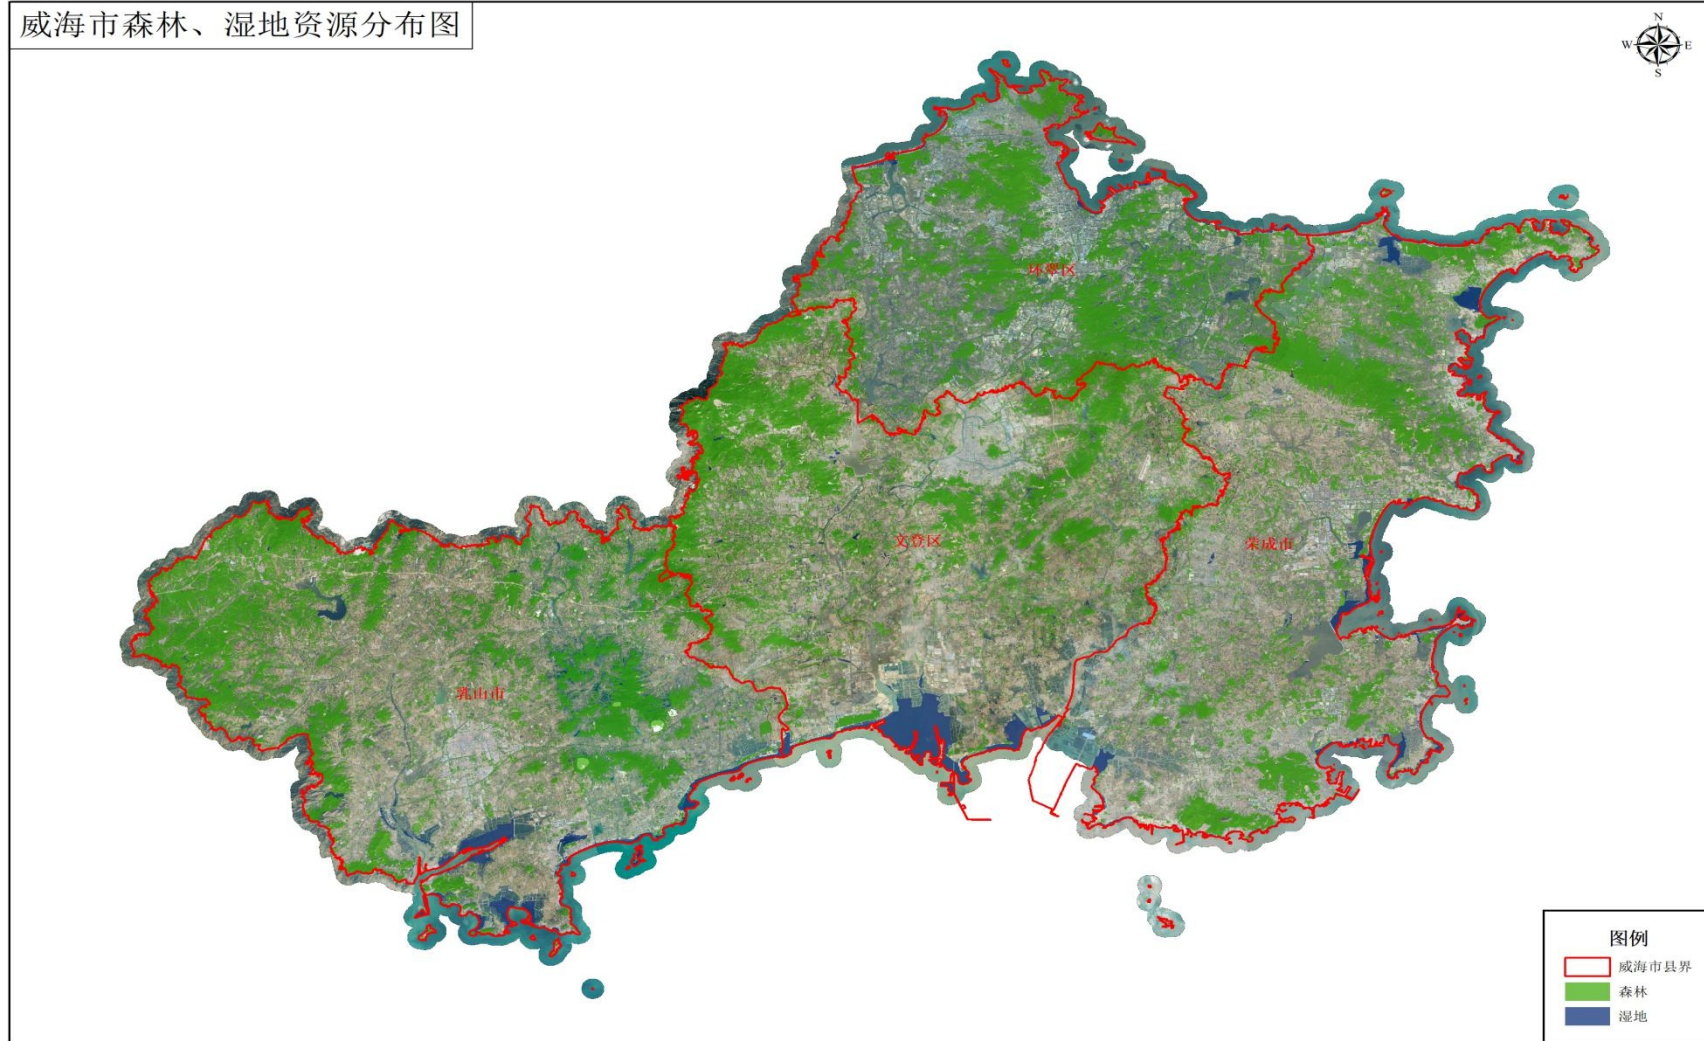 威海市森林、湿地资源分布图
N
W E
S
环翠区
文登区
荣成市
乳山市
图例
威海市县界
森林
湿地